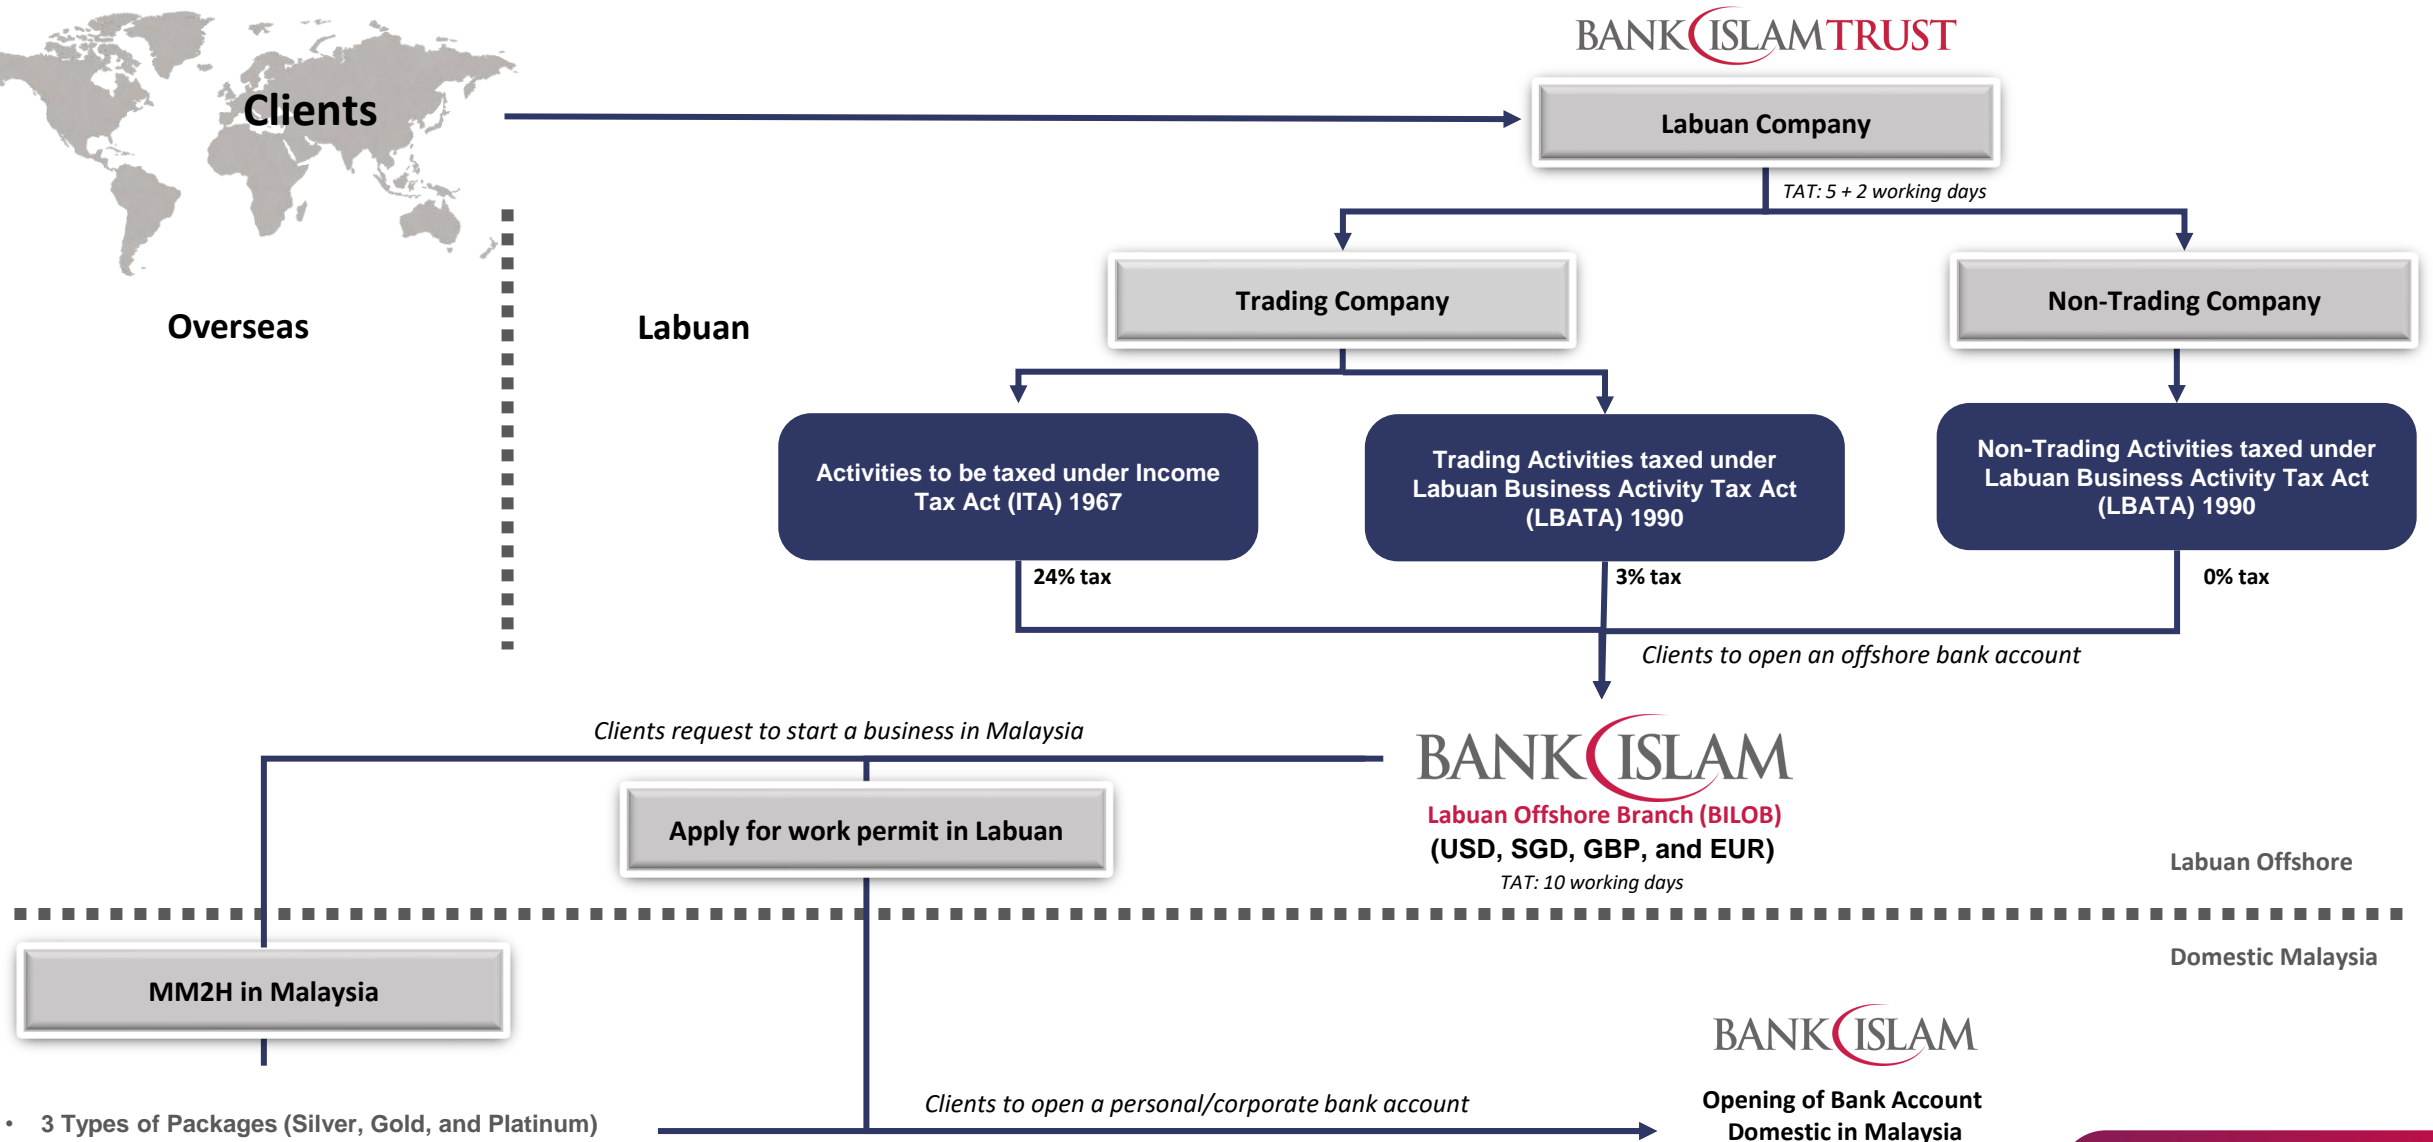 BANK ISLAM TRUST
Clients
Labuan Company
TAT: 5 + 2 working days
Trading Company
Non-Trading Company
Overseas
Labuan
Activities to be taxed under Income
Tax Act (ITA) 1967
Trading Activities taxed under
Labuan Business Activity Tax Act
(LBATA) 1990
Non-Trading Activities taxed under
Labuan Business Activity Tax Act
(LBATA) 1990
24% tax
3% tax
0% tax
Clients to open an offshore bank account
Clients request to start a business in Malaysia
BANK ISLAM
Labuan Offshore Branch (BILOB)
(USD, SGD, GBP, and EUR)
TAT: 10 working days
Apply for work permit in Labuan
Labuan Offshore
Domestic Malaysia
MM2H in Malaysia
BANK ISLAM
Clients to open a personal/corporate bank account
Opening of Bank Account
Domestic in Malaysia
• 3 Types of Packages (Silver, Gold, and Platinum)